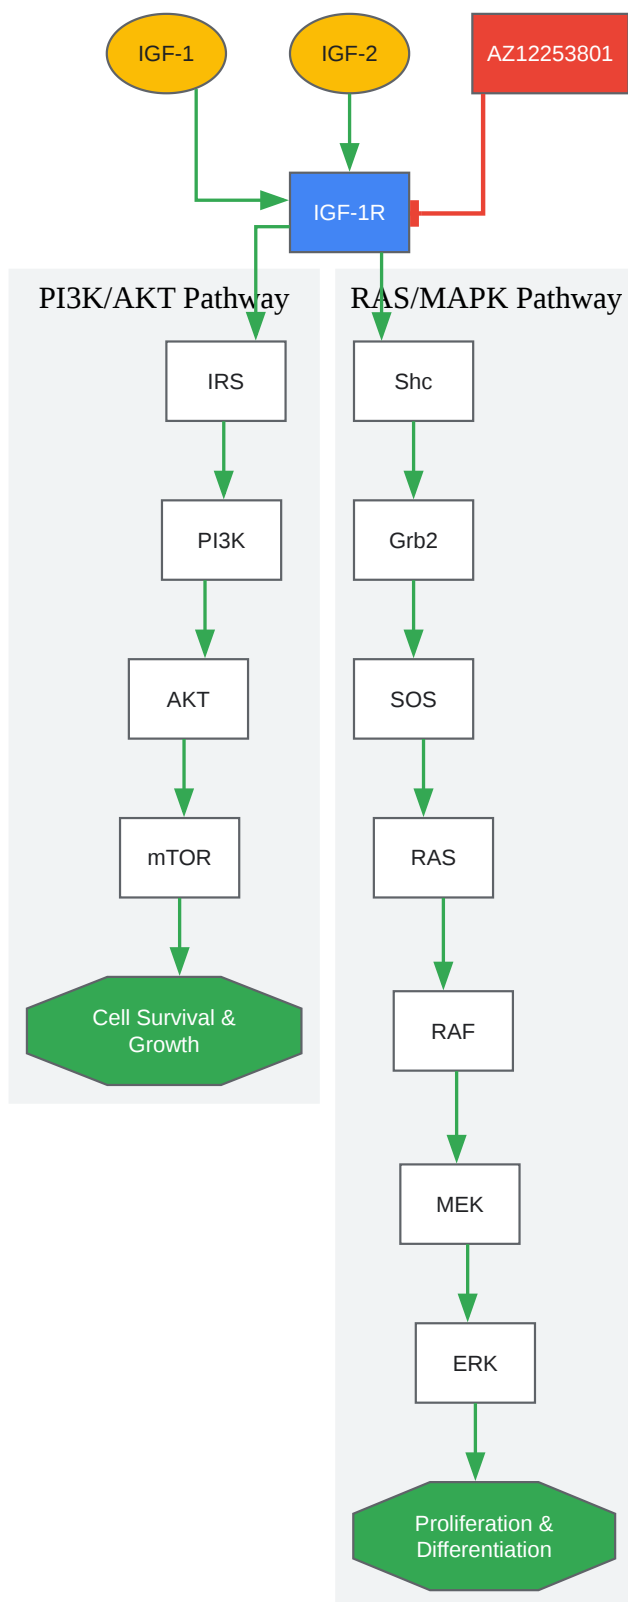 IGF-1
IGF-2
AZ12253801
IGF-1R
PI3K/AKT Pathway
IRS
PI3K
AKT
mTOR
Cell Survival &
Growth
RAS/MAPK Pathway
Shc
Grb2
SOS
RAS
RAF
MEK
ERK
Proliferation &
Differentiation